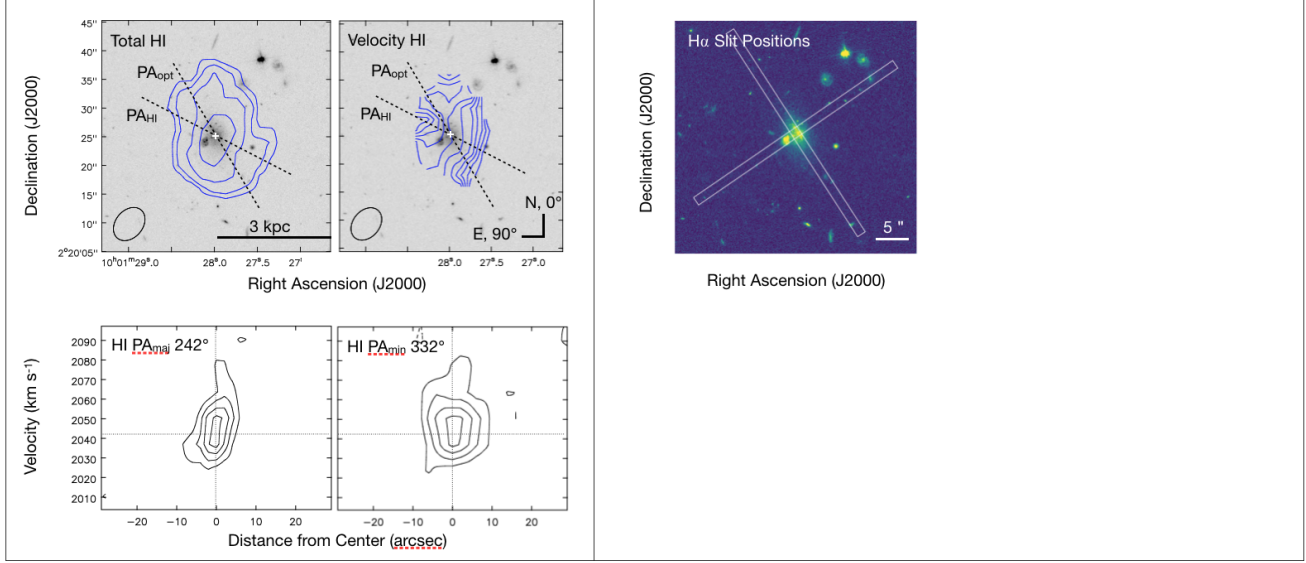 Total HI
Velocity HI
PAopt
PAHI
PAopt
PAHI
45"
40"
35"
30"
25"
20"
15"
10"
2°20'05"
Declination (J2000)
3 kpc
N, 0°
E, 90°
10ʰ01ᵐ29ˢ.0
28ˢ.0
27ˢ.5
27ˢ
28ˢ.0
27ˢ.5
27ˢ.0
Right Ascension (J2000)
Hα Slit Positions
Declination (J2000)
5 "
Right Ascension (J2000)
HI PAmaj 242°
HI PAmin 332°
2090
2080
2070
2060
2050
2040
2030
2020
2010
Velocity (km s⁻¹)
−20 −10 0 10 20
−20 −10 0 10 20
Distance from Center (arcsec)